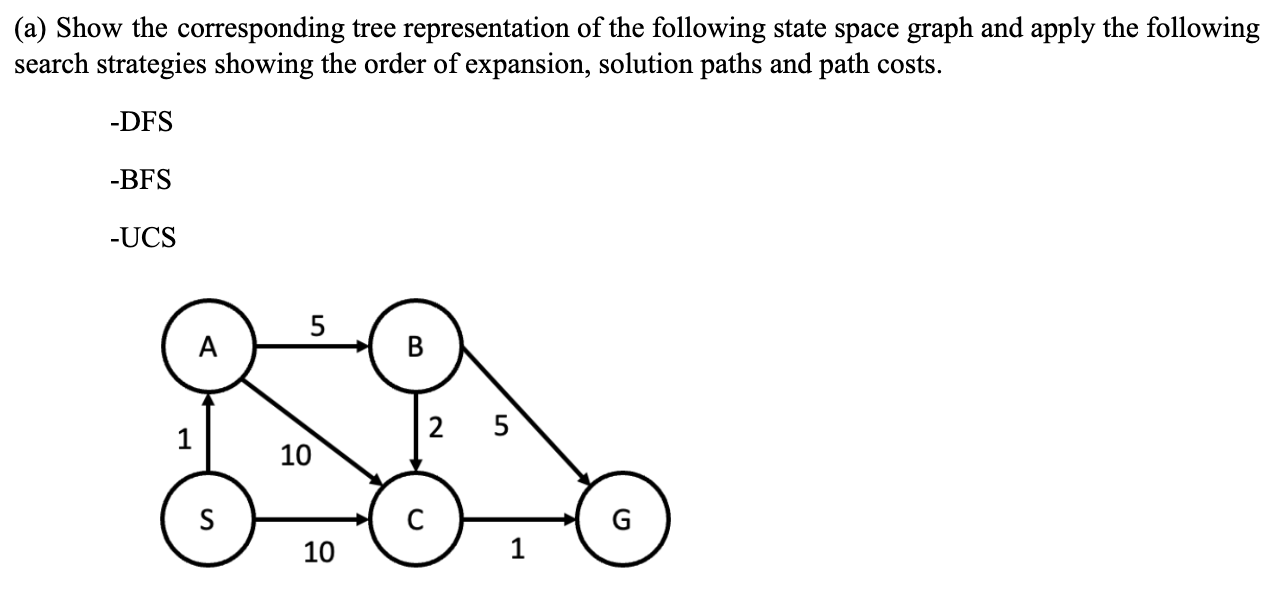 (a) Show the corresponding tree representation of the following state space graph and apply the following
search strategies showing the order of expansion, solution paths and path costs.
-DFS
-BFS
-UCS
5
A
B
1
10
2
5
S
C
G
10
1